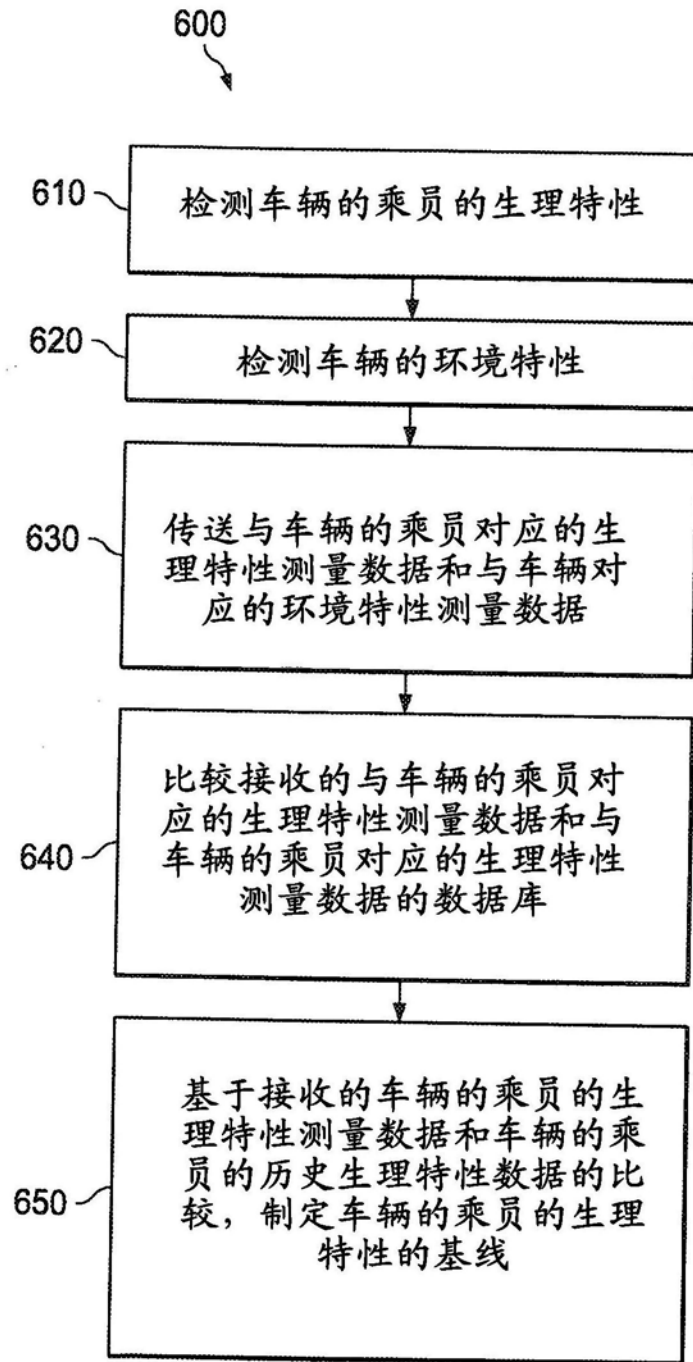 600
610
检测车辆的乘员的生理特性
620
检测车辆的环境特性
630
传送与车辆的乘员对应的生
理特性测量数据和与车辆对
应的环境特性测量数据
640
比较接收的与车辆的乘员对
应的生理特性测量数据和与
车辆的乘员对应的生理特性
测量数据的数据库
650
基于接收的车辆的乘员的生
理特性测量数据和车辆的乘
员的历史生理特性数据的比
较，制定车辆的乘员的生理
特性的基线